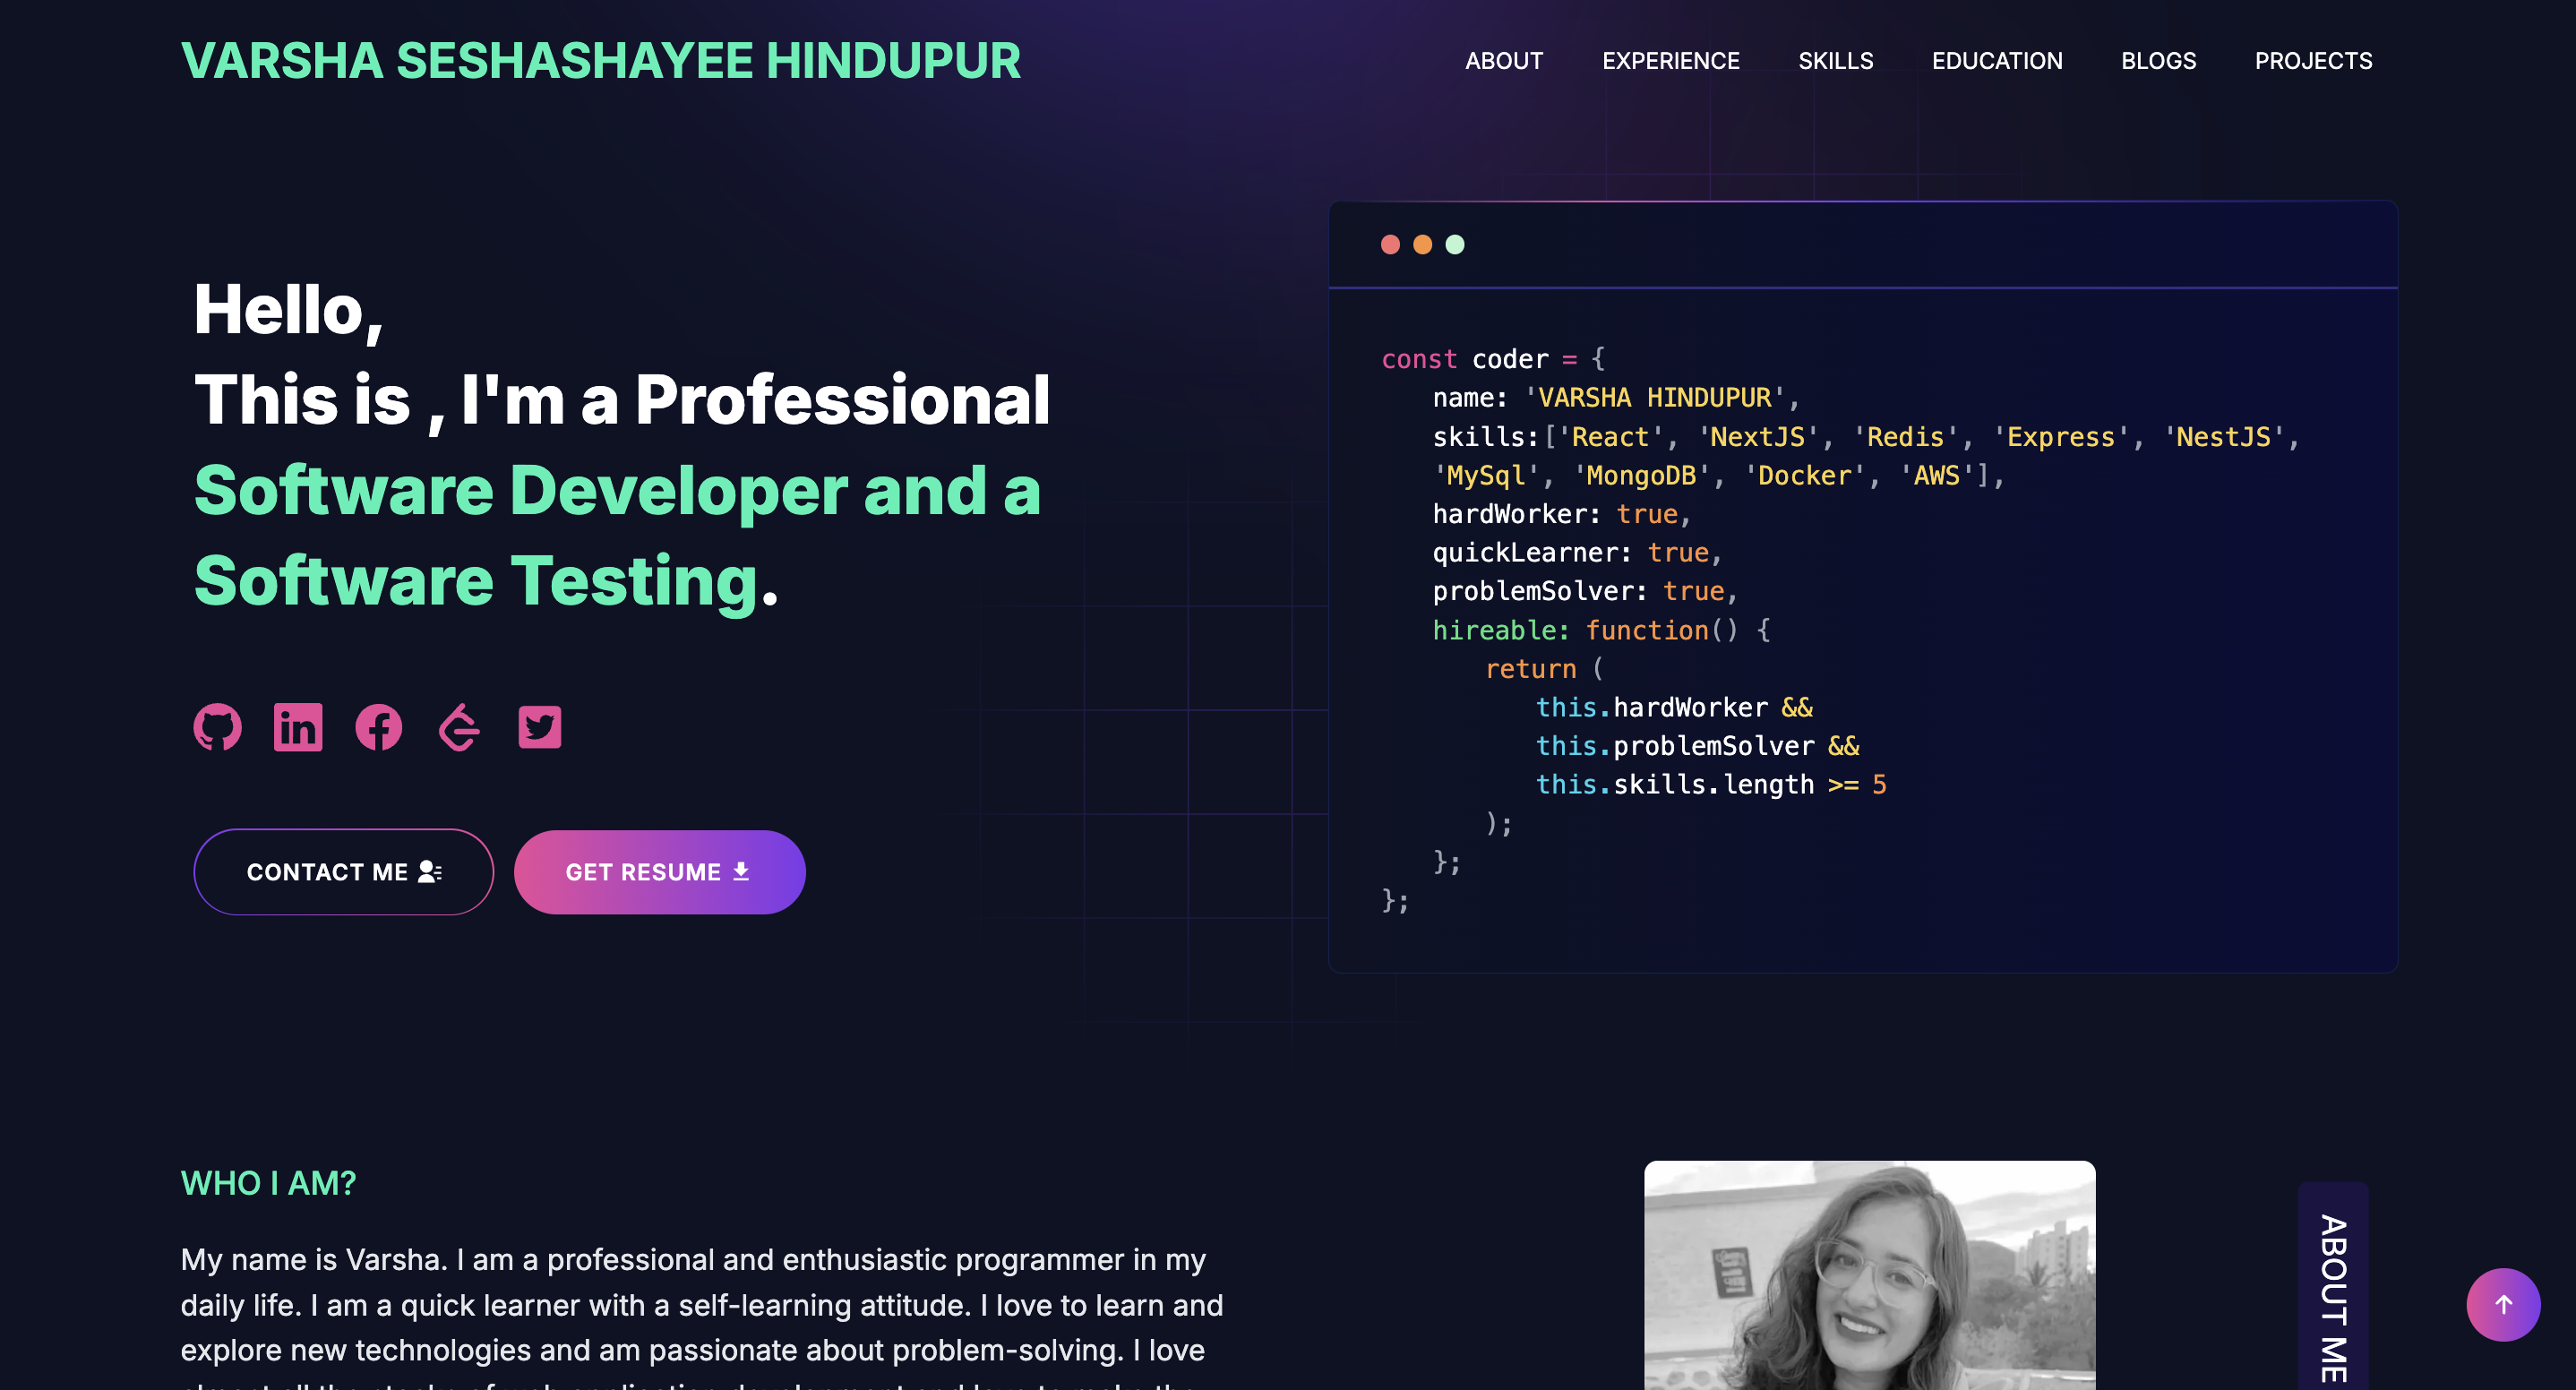 VARSHA SESHASHAYEE HINDUPUR
ABOUT EXPERIENCE SKILLS EDUCATION BLOGS PROJECTS
Hello,
This is , I'm a Professional
Software Developer and a
Software Testing.
CONTACT ME
GET RESUME
const coder = {
name: 'VARSHA HINDUPUR',
skills:['React', 'NextJS', 'Redis', 'Express', 'NestJS',
'MySql', 'MongoDB', 'Docker', 'AWS'],
hardWorker: true,
quickLearner: true,
problemSolver: true,
hireable: function() {
return (
this.hardWorker &&
this.problemSolver &&
this.skills.length >= 5
);
};
};
WHO I AM?
My name is Varsha. I am a professional and enthusiastic programmer in my
daily life. I am a quick learner with a self-learning attitude. I love to learn and
explore new technologies and am passionate about problem-solving. I love
ABOUT ME